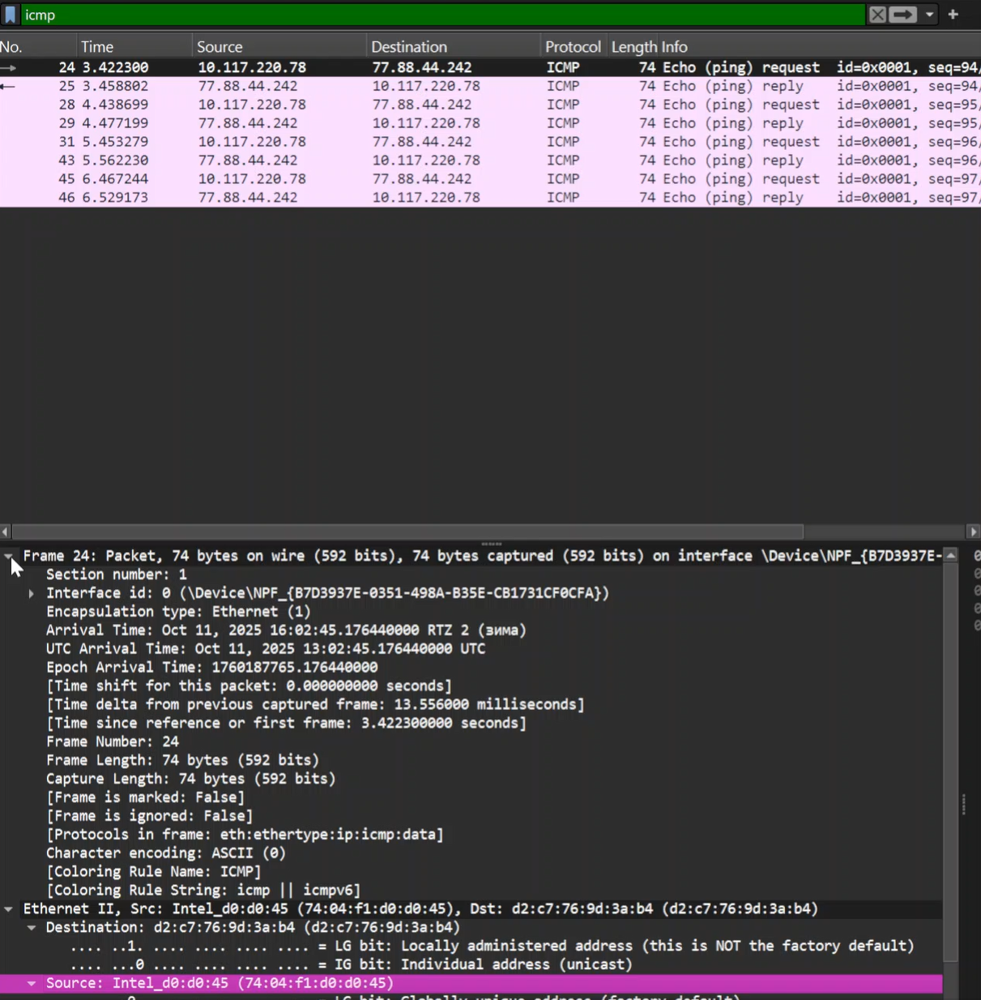 icmp
No. Time Source Destination Protocol Length Info
24 3.422300 10.117.220.78 77.88.44.242 ICMP 74 Echo (ping) request id=0x0001, seq=94/
25 3.458802 77.88.44.242 10.117.220.78 ICMP 74 Echo (ping) reply id=0x0001, seq=94/
28 4.438699 10.117.220.78 77.88.44.242 ICMP 74 Echo (ping) request id=0x0001, seq=95/
29 4.477199 77.88.44.242 10.117.220.78 ICMP 74 Echo (ping) reply id=0x0001, seq=95/
31 5.453279 10.117.220.78 77.88.44.242 ICMP 74 Echo (ping) request id=0x0001, seq=96/
43 5.562230 77.88.44.242 10.117.220.78 ICMP 74 Echo (ping) reply id=0x0001, seq=96/
45 6.467244 10.117.220.78 77.88.44.242 ICMP 74 Echo (ping) request id=0x0001, seq=97/
46 6.529173 77.88.44.242 10.117.220.78 ICMP 74 Echo (ping) reply id=0x0001, seq=97/
Frame 24: Packet, 74 bytes on wire (592 bits), 74 bytes captured (592 bits) on interface \Device\NPF_{B7D3937E-
Section number: 1
Interface id: 0 (\Device\NPF_{B7D3937E-0351-498A-B35E-CB1731CF0CFA})
Encapsulation type: Ethernet (1)
Arrival Time: Oct 11, 2025 16:02:45.176440000 RTZ 2 (зима)
UTC Arrival Time: Oct 11, 2025 13:02:45.176440000 UTC
Epoch Arrival Time: 1760187765.176440000
[Time shift for this packet: 0.000000000 seconds]
[Time delta from previous captured frame: 13.556000 milliseconds]
[Time since reference or first frame: 3.422300000 seconds]
Frame Number: 24
Frame Length: 74 bytes (592 bits)
Capture Length: 74 bytes (592 bits)
[Frame is marked: False]
[Frame is ignored: False]
[Protocols in frame: eth:ethertype:ip:icmp:data]
Character encoding: ASCII (0)
[Coloring Rule Name: ICMP]
[Coloring Rule String: icmp || icmpv6]
Ethernet II, Src: Intel_d0:d0:45 (74:04:f1:d0:d0:45), Dst: d2:c7:76:9d:3a:b4 (d2:c7:76:9d:3a:b4)
Destination: d2:c7:76:9d:3a:b4 (d2:c7:76:9d:3a:b4)
.... ..1. .... .... .... .... = LG bit: Locally administered address (this is NOT the factory default)
.... ...0 .... .... .... .... = IG bit: Individual address (unicast)
Source: Intel_d0:d0:45 (74:04:f1:d0:d0:45)